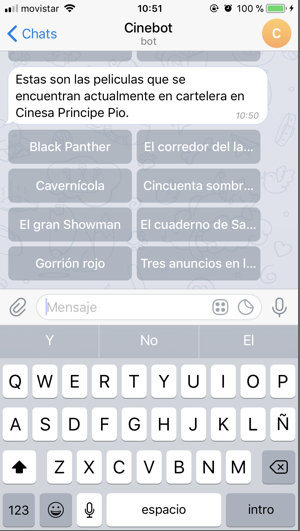 movistar 10:51 100 %
Chats Cinebot C
bot
Estas son las peliculas que se
encuentran actualmente en cartelera en
Cinesa Principe Pio.
10:50
Black Panther El corredor del la...
Cavernícola Cincuenta sombr...
El gran Showman El cuaderno de Sa...
Gorrión rojo Tres anuncios en l...
Mensaje
Y No El
Q W E R T Y U I O P
A S D F G H J K L Ñ
Z X C V B N M
123 espacio intro